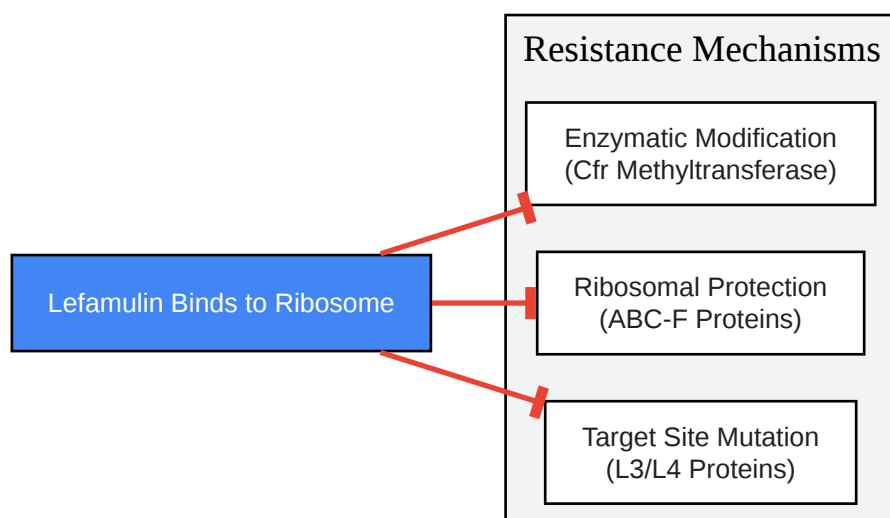 Resistance Mechanisms
Enzymatic Modification
(Cfr Methyltransferase)
Lefamulin Binds to Ribosome
Ribosomal Protection
(ABC-F Proteins)
Target Site Mutation
(L3/L4 Proteins)